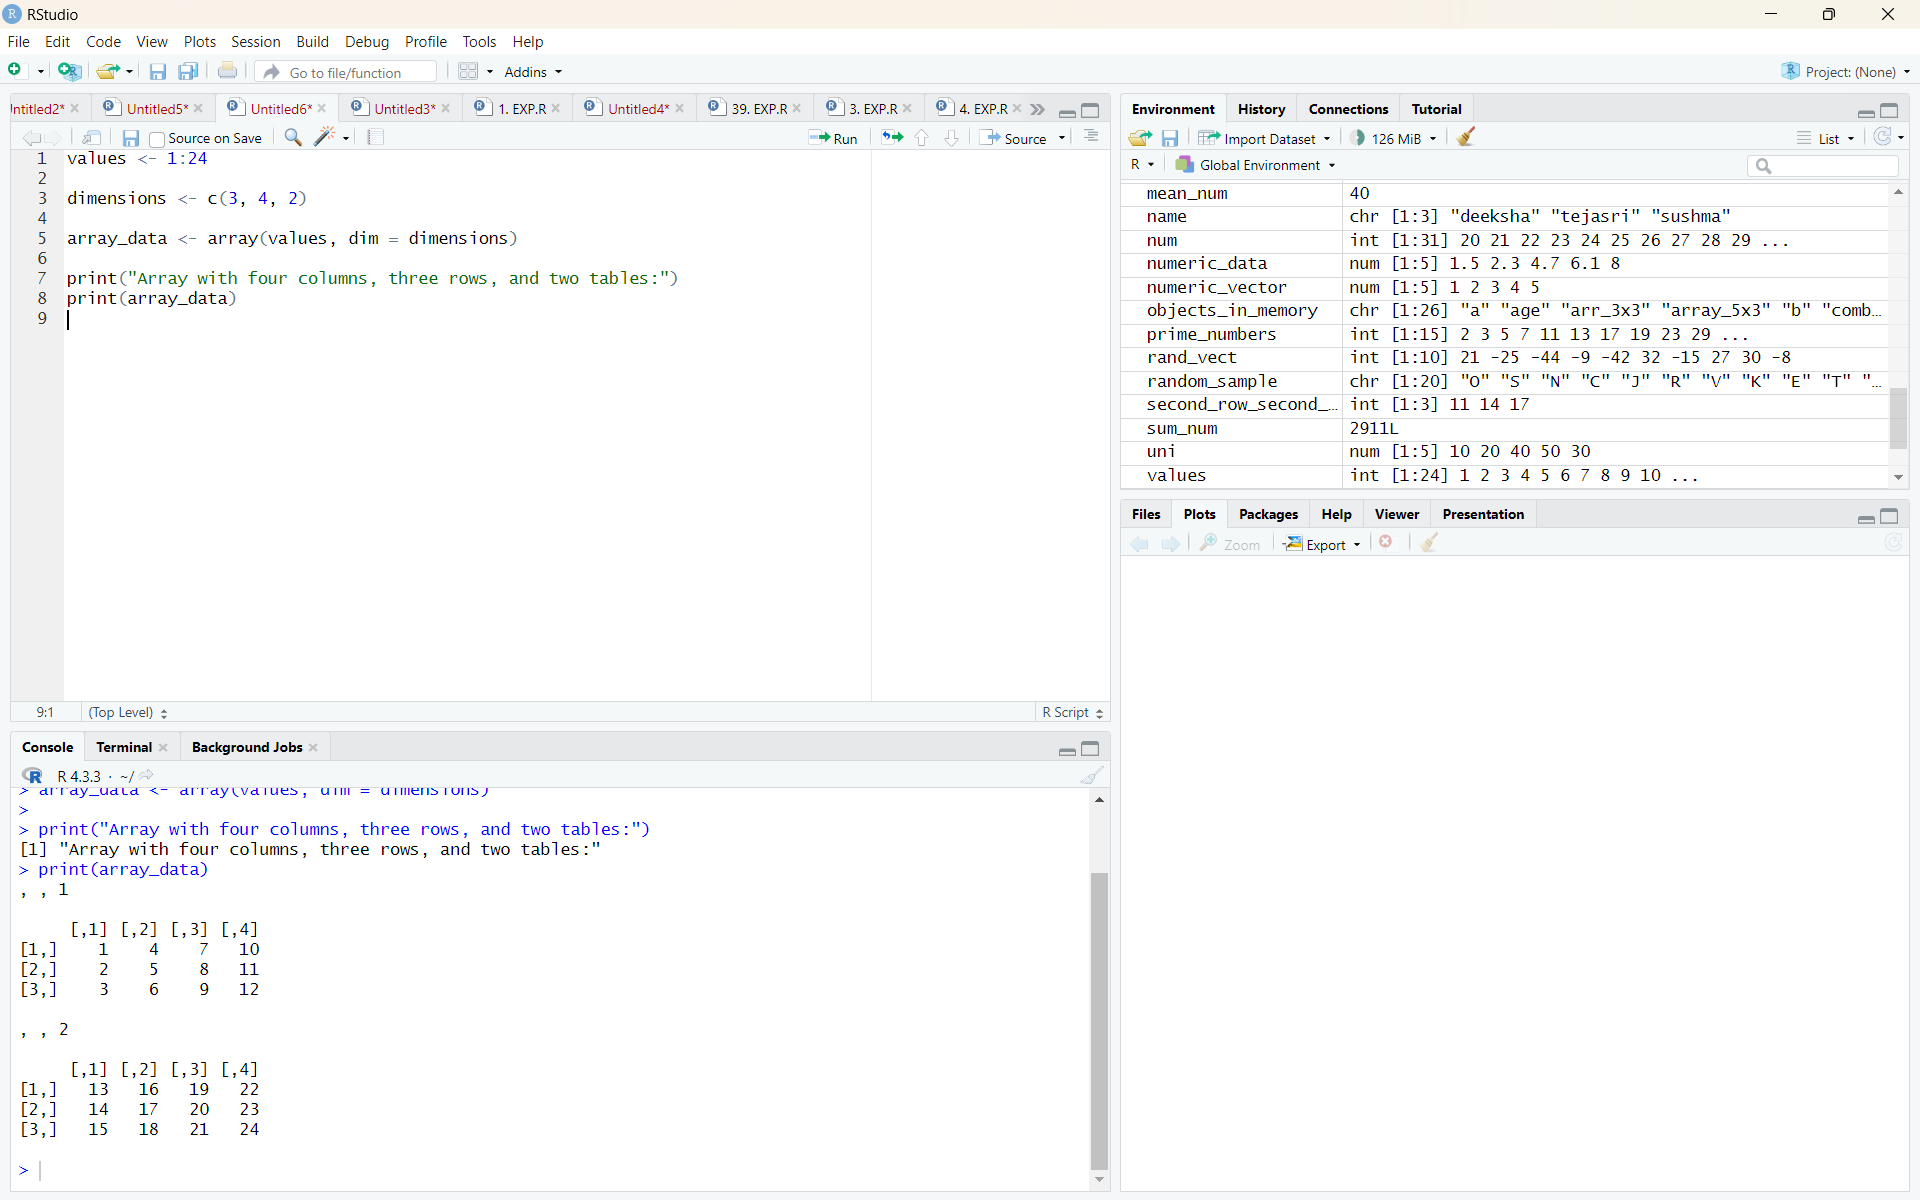 RStudio
File Edit Code View Plots Session Build Debug Profile Tools Help
Go to file/function Addins Project: (None)
ntitled2* Untitled5* Untitled6* Untitled3* 1. EXP.R Untitled4* 39. EXP.R 3. EXP.R 4. EXP.R
Source on Save Run Source
1 values <- 1:24
2
3 dimensions <- c(3, 4, 2)
4
5 array_data <- array(values, dim = dimensions)
6
7 print("Array with four columns, three rows, and two tables:")
8 print(array_data)
9
9:1 (Top Level) R Script
Console Terminal Background Jobs
R 4.3.3 · ~/
> array_data <- array(values, dim = dimensions)
>
> print("Array with four columns, three rows, and two tables:")
[1] "Array with four columns, three rows, and two tables:"
> print(array_data)
, , 1
[,1] [,2] [,3] [,4]
[1,] 1 4 7 10
[2,] 2 5 8 11
[3,] 3 6 9 12
, , 2
[,1] [,2] [,3] [,4]
[1,] 13 16 19 22
[2,] 14 17 20 23
[3,] 15 18 21 24
>
Environment History Connections Tutorial
Import Dataset 126 MiB List
R Global Environment
mean_num 40
name chr [1:3] "deeksha" "tejasri" "sushma"
num int [1:31] 20 21 22 23 24 25 26 27 28 29 ...
numeric_data num [1:5] 1.5 2.3 4.7 6.1 8
numeric_vector num [1:5] 1 2 3 4 5
objects_in_memory chr [1:26] "a" "age" "arr_3x3" "array_5x3" "b" "comb…
prime_numbers int [1:15] 2 3 5 7 11 13 17 19 23 29 ...
rand_vect int [1:10] 21 -25 -44 -9 -42 32 -15 27 30 -8
random_sample chr [1:20] "O" "S" "N" "C" "J" "R" "V" "K" "E" "T" "…
second_row_second_… int [1:3] 11 14 17
sum_num 2911L
uni num [1:5] 10 20 40 50 30
values int [1:24] 1 2 3 4 5 6 7 8 9 10 ...
Files Plots Packages Help Viewer Presentation
Zoom Export